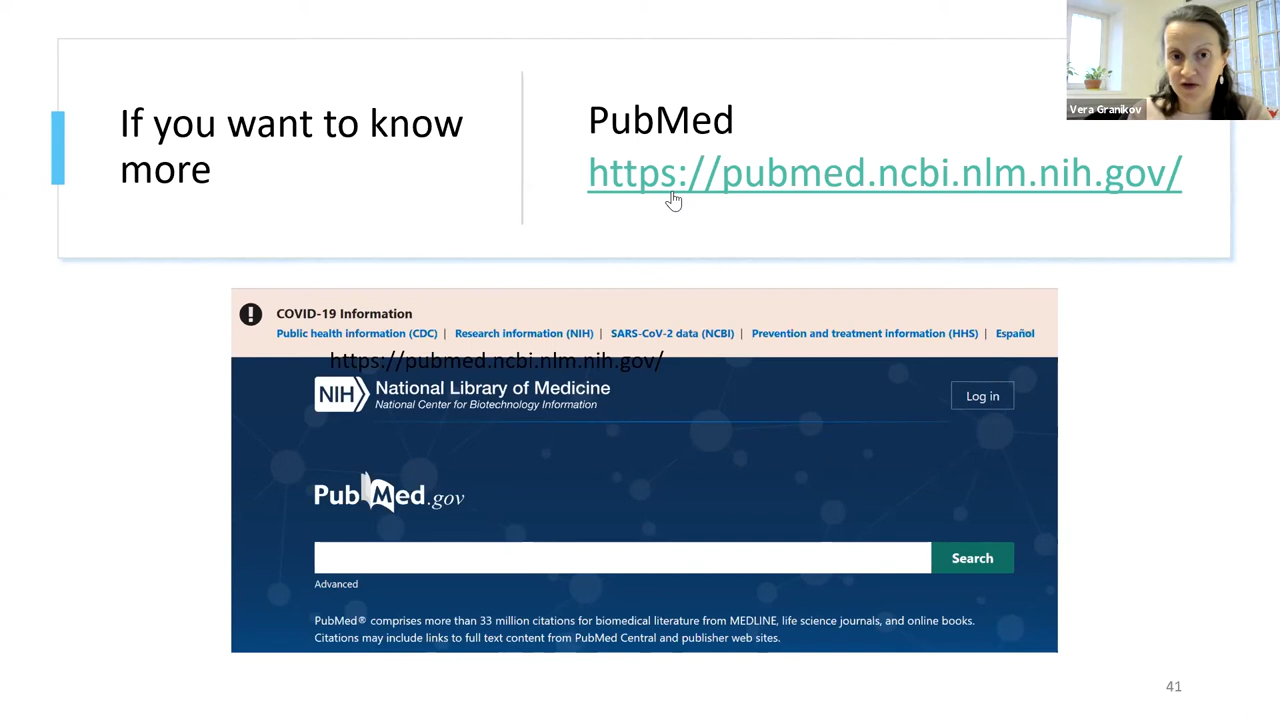 If you want to know
more
PubMed
https://pubmed.ncbi.nlm.nih.gov/
Vera Granikov
COVID-19 Information
Public health information (CDC) | Research information (NIH) | SARS-CoV-2 data (NCBI) | Prevention and treatment information (HHS) | Español
https://pubmed.ncbi.nlm.nih.gov/
NIH National Library of Medicine
National Center for Biotechnology Information
Log in
PubMed.gov
Search
Advanced
PubMed® comprises more than 33 million citations for biomedical literature from MEDLINE, life science journals, and online books.
Citations may include links to full text content from PubMed Central and publisher web sites.
41